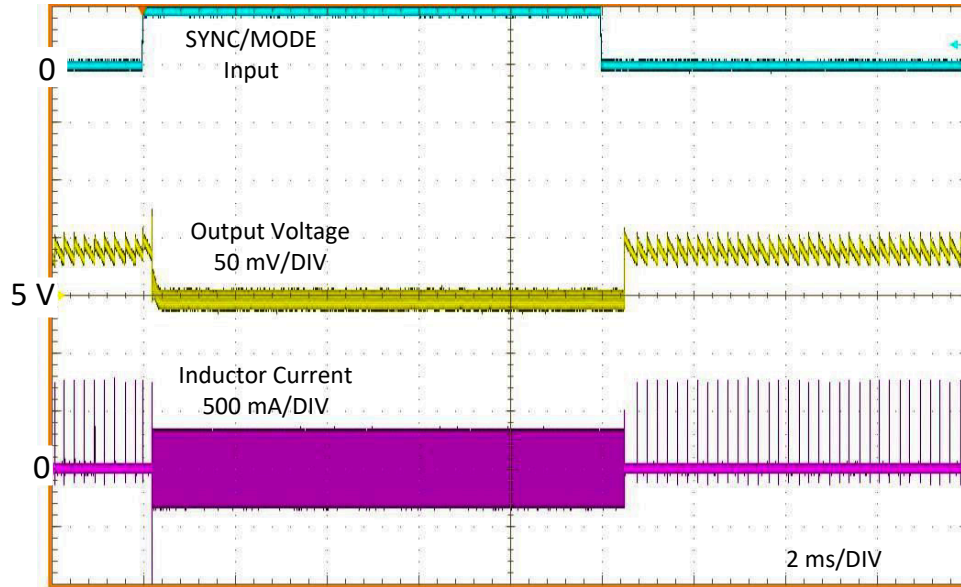 SYNC/MODE
Input
0
Output Voltage
50 mV/DIV
5 V
Inductor Current
500 mA/DIV
0
2 ms/DIV